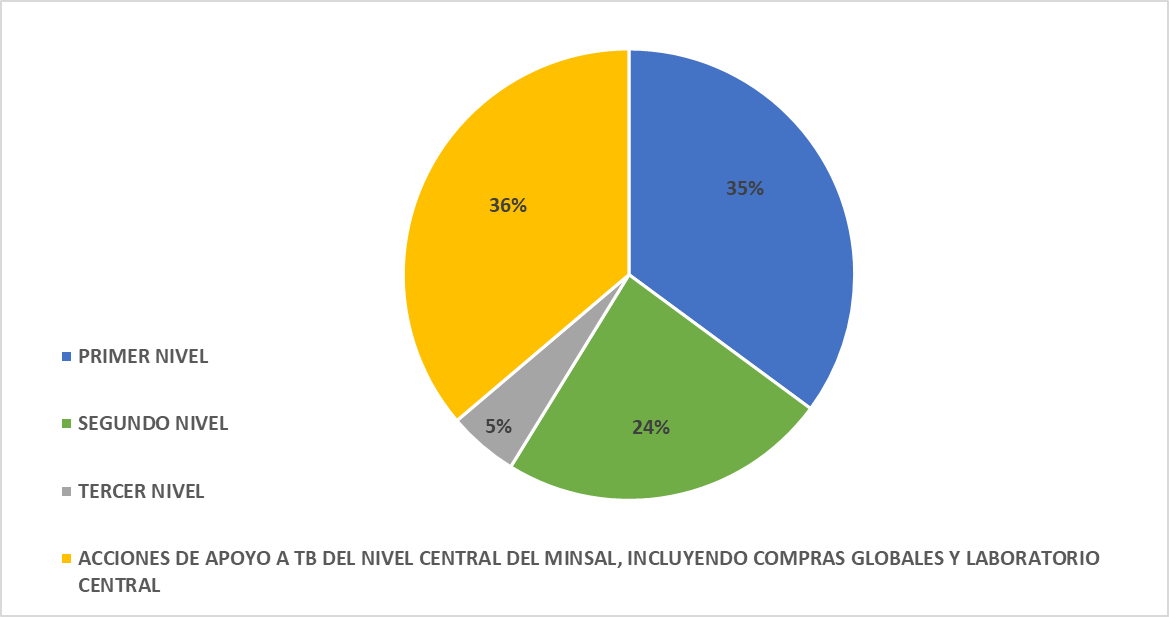 35%
36%
PRIMER NIVEL
SEGUNDO NIVEL
5%
24%
TERCER NIVEL
ACCIONES DE APOYO A TB DEL NIVEL CENTRAL DEL MINSAL, INCLUYENDO COMPRAS GLOBALES Y LABORATORIO
CENTRAL